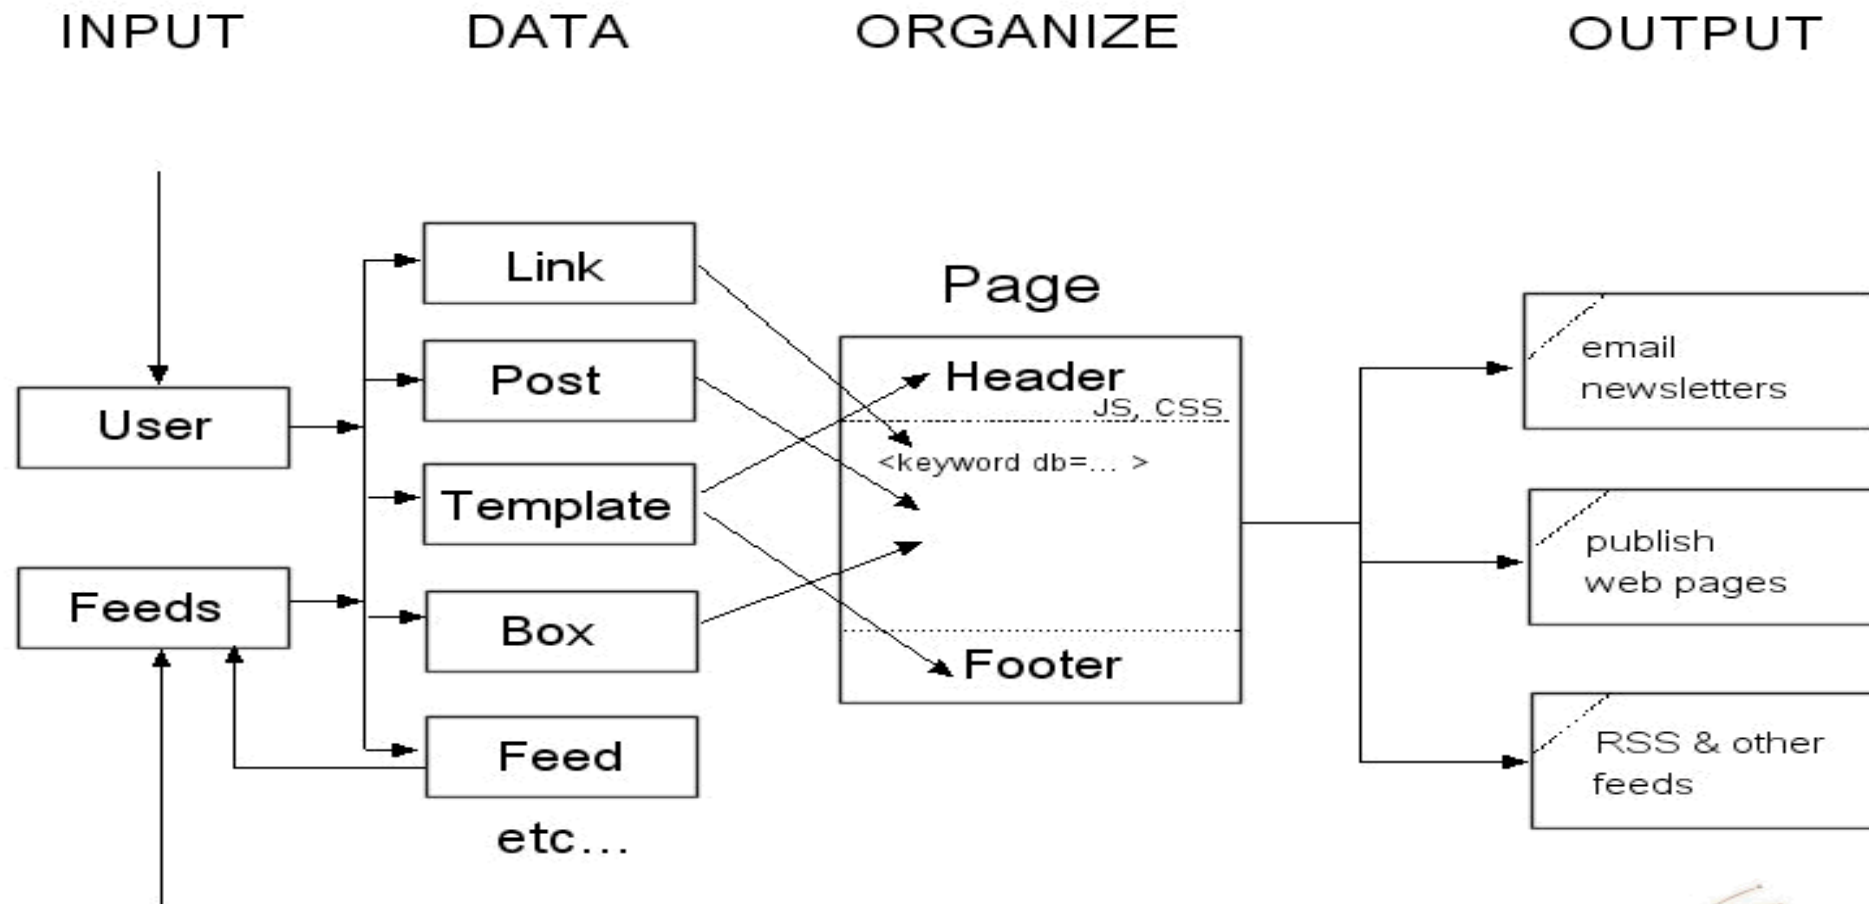 INPUT
DATA
ORGANIZE
OUTPUT
User
Feeds
Link
Post
Template
Box
Feed
etc...
Page
Header
JS, CSS
<keyword db=... >
Footer
email
newsletters
publish
web pages
RSS & other
feeds